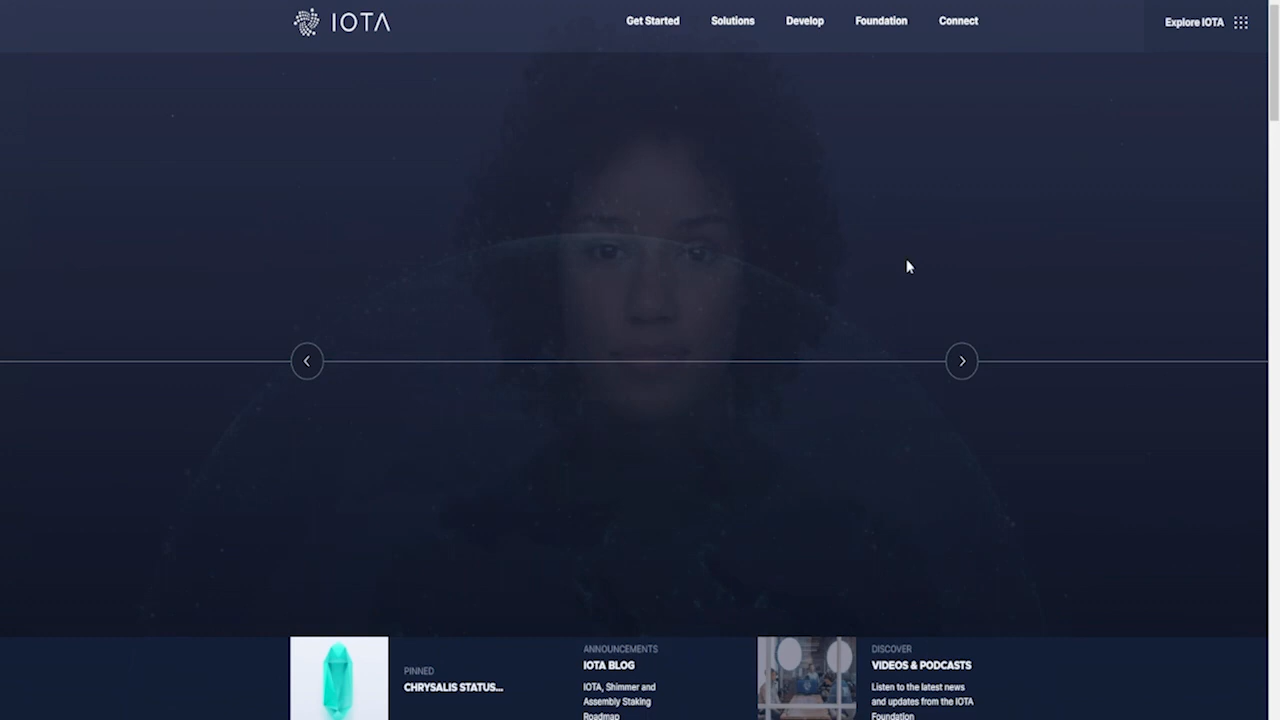 IOTA
Get Started
Solutions
Develop
Foundation
Connect
Explore IOTA
PINNED
CHRYSALIS STATUS...
ANNOUNCEMENTS
IOTA BLOG
IOTA, Shimmer and
Assembly Staking
Roadmap
DISCOVER
VIDEOS & PODCASTS
Listen to the latest news
and updates from the IOTA
Foundation